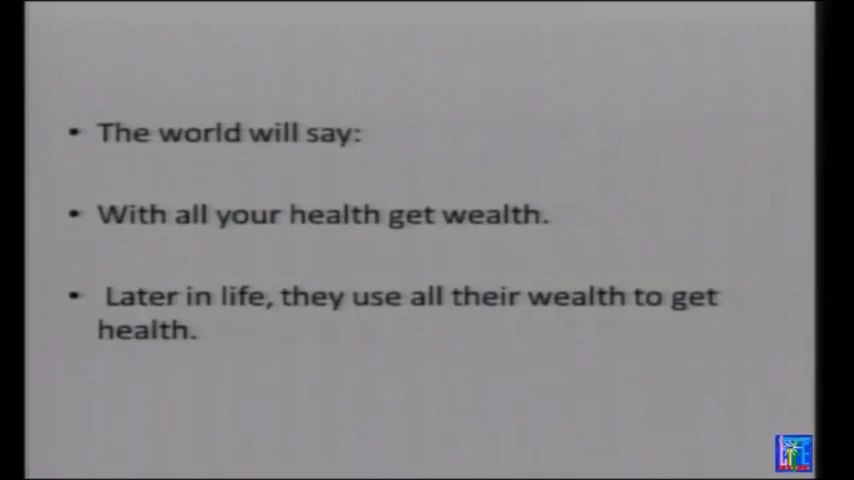 • The world will say:
• With all your health get wealth.
• Later in life, they use all their wealth to get
health.